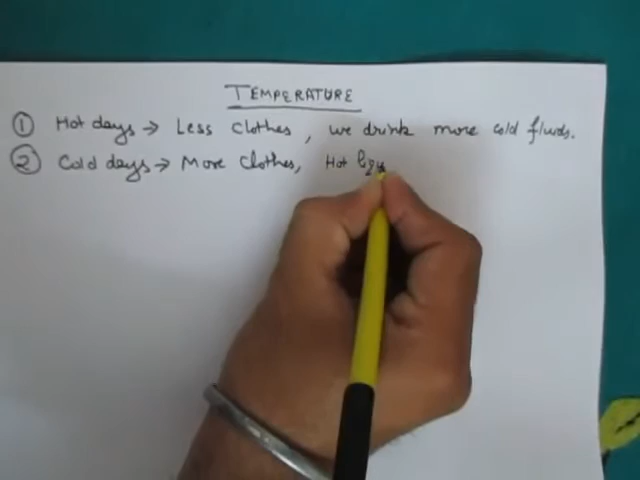 TEMPERATURE
① Hot days → Less clothes, we drink more cold fluids.
② Cold days → More clothes, Hot